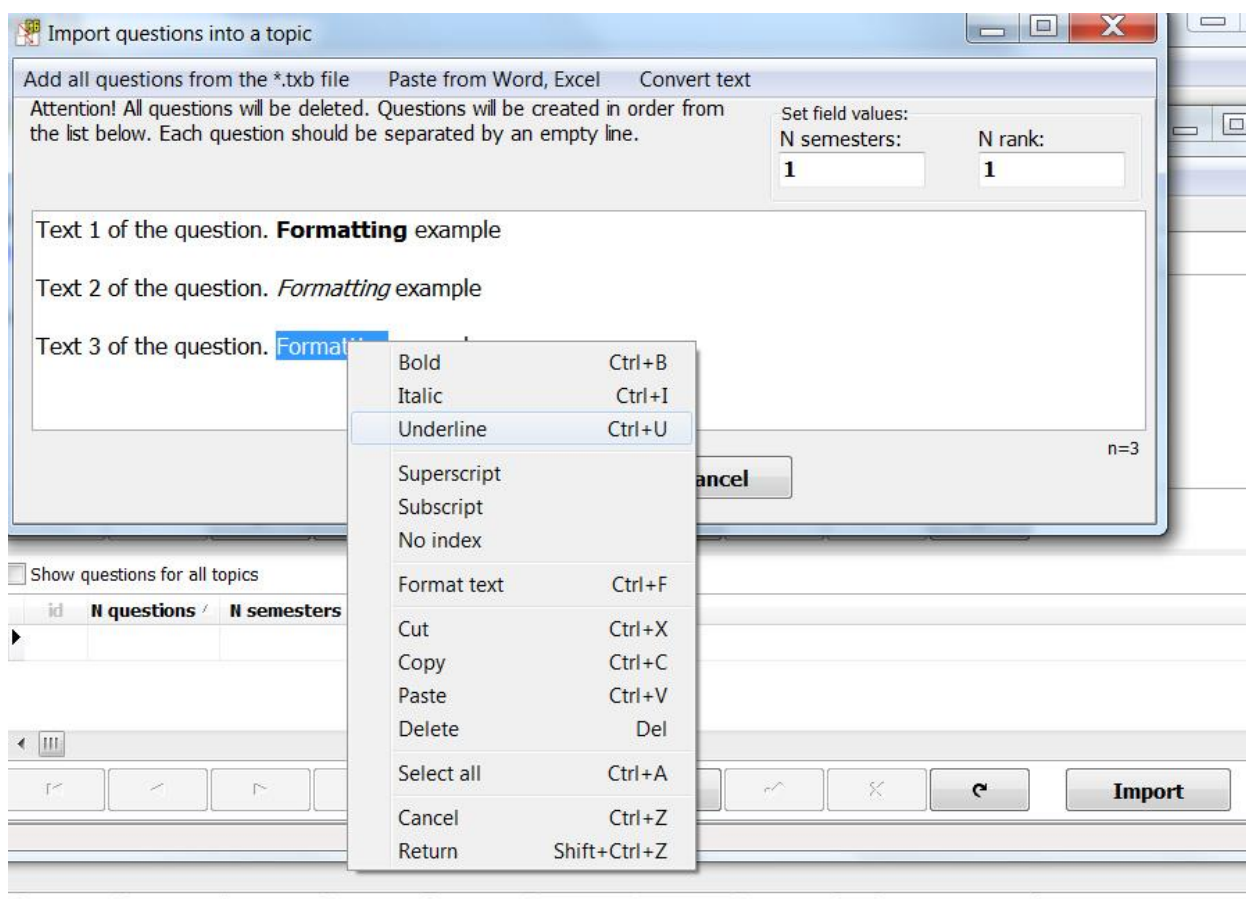 Import questions into a topic
Add all questions from the *.txb file Paste from Word, Excel Convert text
Attention! All questions will be deleted. Questions will be created in order from
the list below. Each question should be separated by an empty line.
Set field values:
N semesters: N rank:
1 1
Text 1 of the question. Formatting example
Text 2 of the question. Formatting example
Text 3 of the question.
Bold Ctrl+B
Italic Ctrl+I
Underline Ctrl+U
n=3
Superscript
Subscript
No index
Format text Ctrl+F
Cut Ctrl+X
Copy Ctrl+C
Paste Ctrl+V
Delete Del
Select all Ctrl+A
Cancel Ctrl+Z
Return Shift+Ctrl+Z
Show questions for all topics
id N questions N semesters
Import